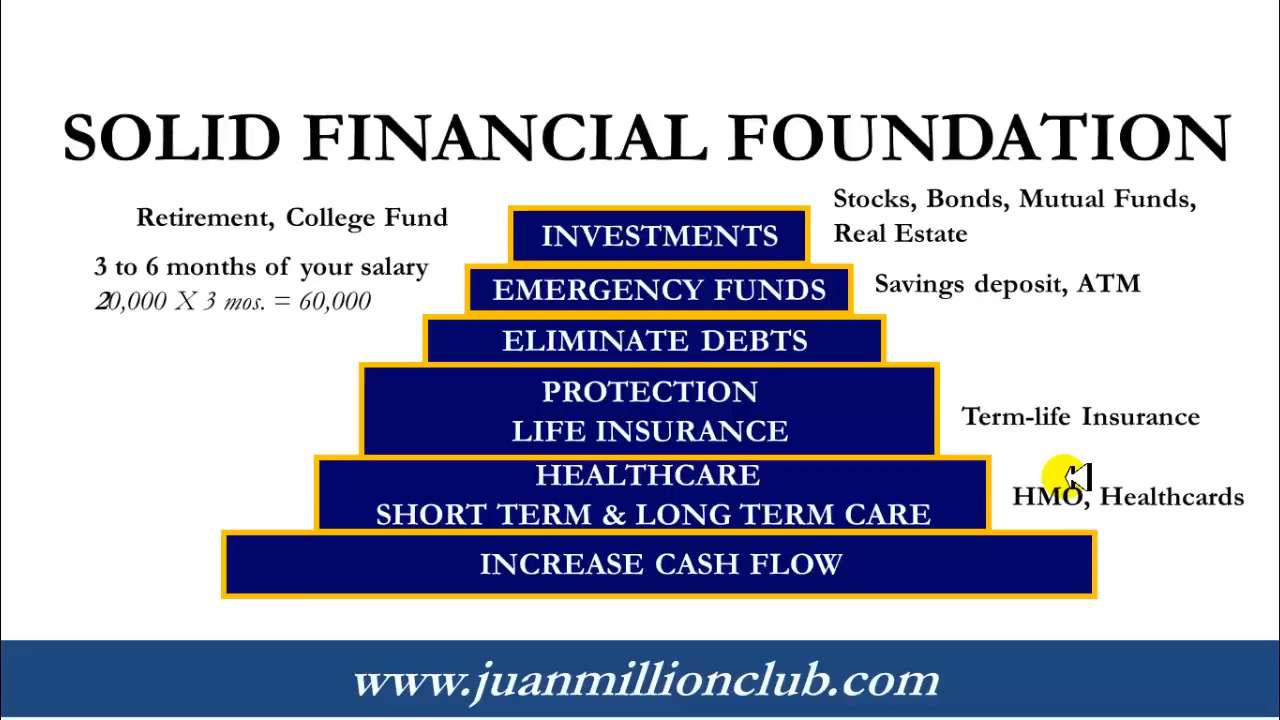 SOLID FINANCIAL FOUNDATION
Retirement, College Fund
INVESTMENTS
Stocks, Bonds, Mutual Funds,
Real Estate
3 to 6 months of your salary
20,000 X 3 mos. = 60,000
EMERGENCY FUNDS
Savings deposit, ATM
ELIMINATE DEBTS
PROTECTION
LIFE INSURANCE
Term-life Insurance
HEALTHCARE
SHORT TERM & LONG TERM CARE
HMO, Healthcards
INCREASE CASH FLOW
www.juanmillionclub.com